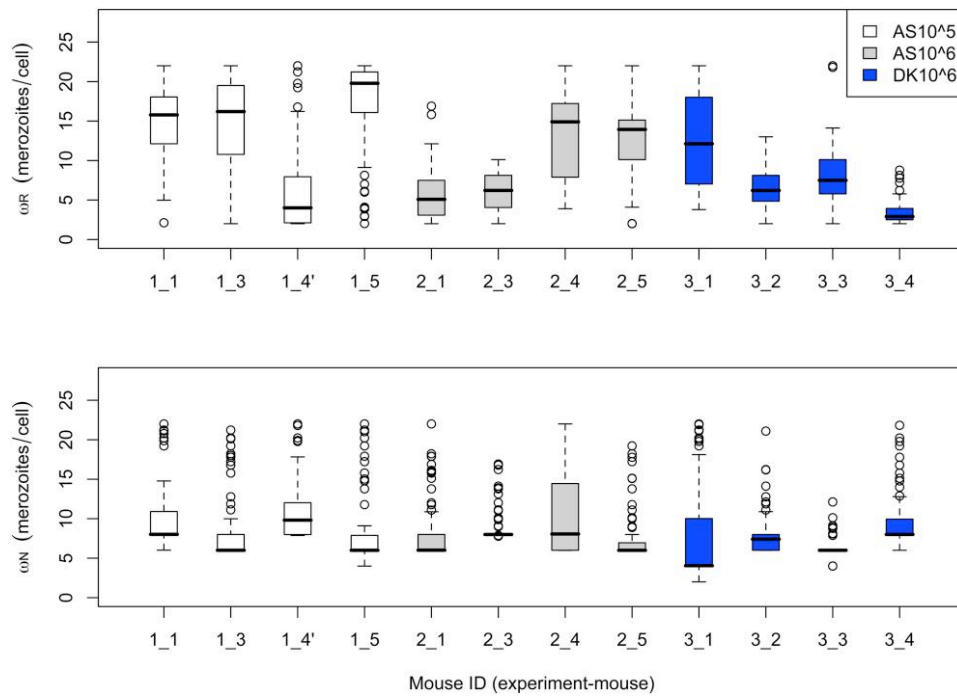 AS10^5
AS10^6
DK10^6
ωR (merozoites/cell)
25
20
15
10
5
0
1_1 1_3 1_4' 1_5 2_1 2_3 2_4 2_5 3_1 3_2 3_3 3_4
ωN (merozoites/cell)
25
20
15
10
5
0
1_1 1_3 1_4' 1_5 2_1 2_3 2_4 2_5 3_1 3_2 3_3 3_4
Mouse ID (experiment-mouse)